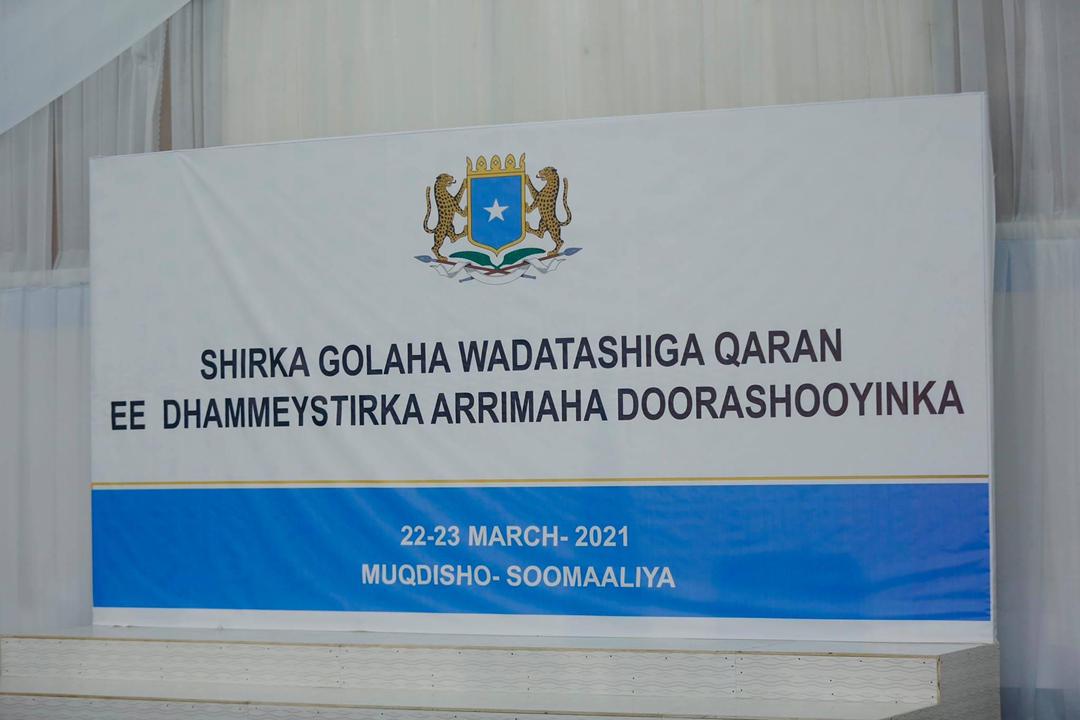 SHIRKA GOLAHA WADATASHIGA QARAN
EE DHAMMEYSTIRKA ARRIMAHA DOORASHOOYINKA
22-23 MARCH- 2021
MUQDISHO- SOOMAALIYA